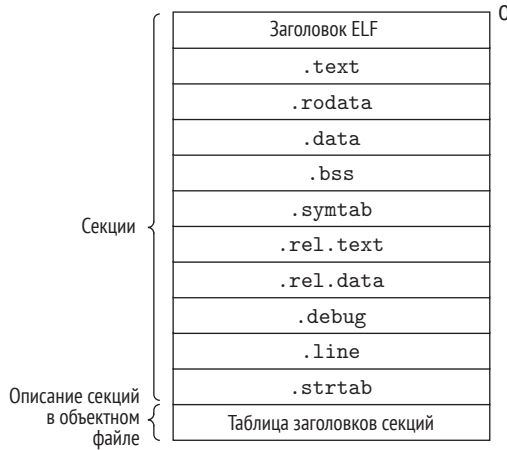 Заголовок ELF
0
.text
.rodata
.data
.bss
.symtab
Секции
.rel.text
.rel.data
.debug
.line
.strtab
Описание секций
в объектном
файле
Таблица заголовков секций